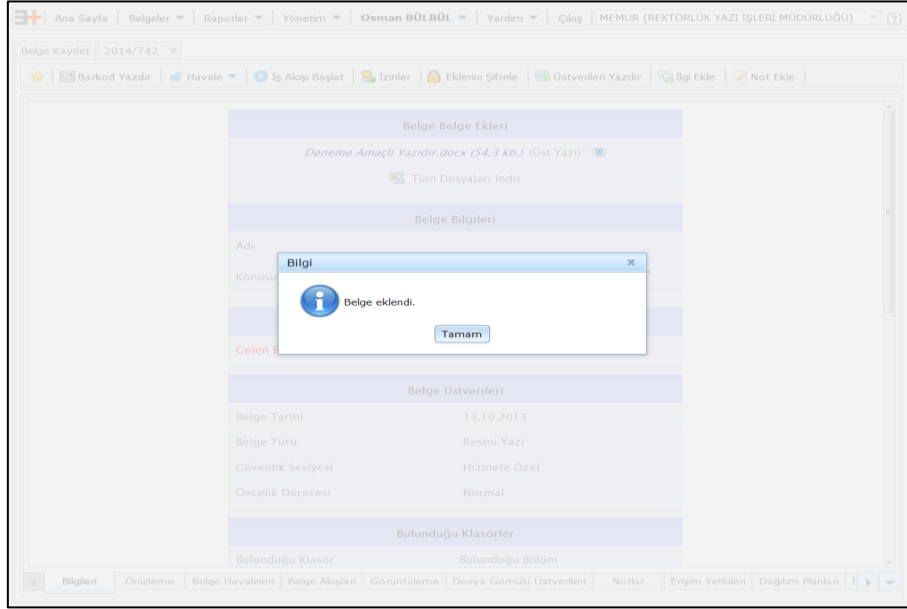 E+ Ana Sayfa Belgeler Raporlar Yönetim Osman BÜLBÜL Yardım Çıkış MEMUR (REKTÖRLÜK YAZI İŞLERİ MÜDÜRLÜĞÜ) ?
Belge Kaydet 2014/742
Barkod Yazdır Havale İş Akışı Başlat İzinler Eklerini Şifrele Üstverileri Yazdır İlgi Ekle Not Ekle
Belge Belge Ekleri
Deneme Amaçlı Yazıdır.docx (54.3 kb.) (Üst Yazı)
Tüm Dosyaları İndir
Belge Bilgileri
Adı
Bilgi
Konusu
Belge eklendi.
Tamam
Gelen
Belge Üstverileri
Belge Tarihi 13.10.2013
Belge Türü Resmi Yazı
Güvenlik Seviyesi Hizmete Özel
Öncelik Derecesi Normal
Bulunduğu Klasörler
Bulunduğu Klasör Bulunduğu Bölüm
Bilgileri Önizleme Belge Havaleleri Belge Akışları Görüntüleme Dosya Gömülü Üstverileri Notlar Erişim Yetkileri Dağıtım Planları